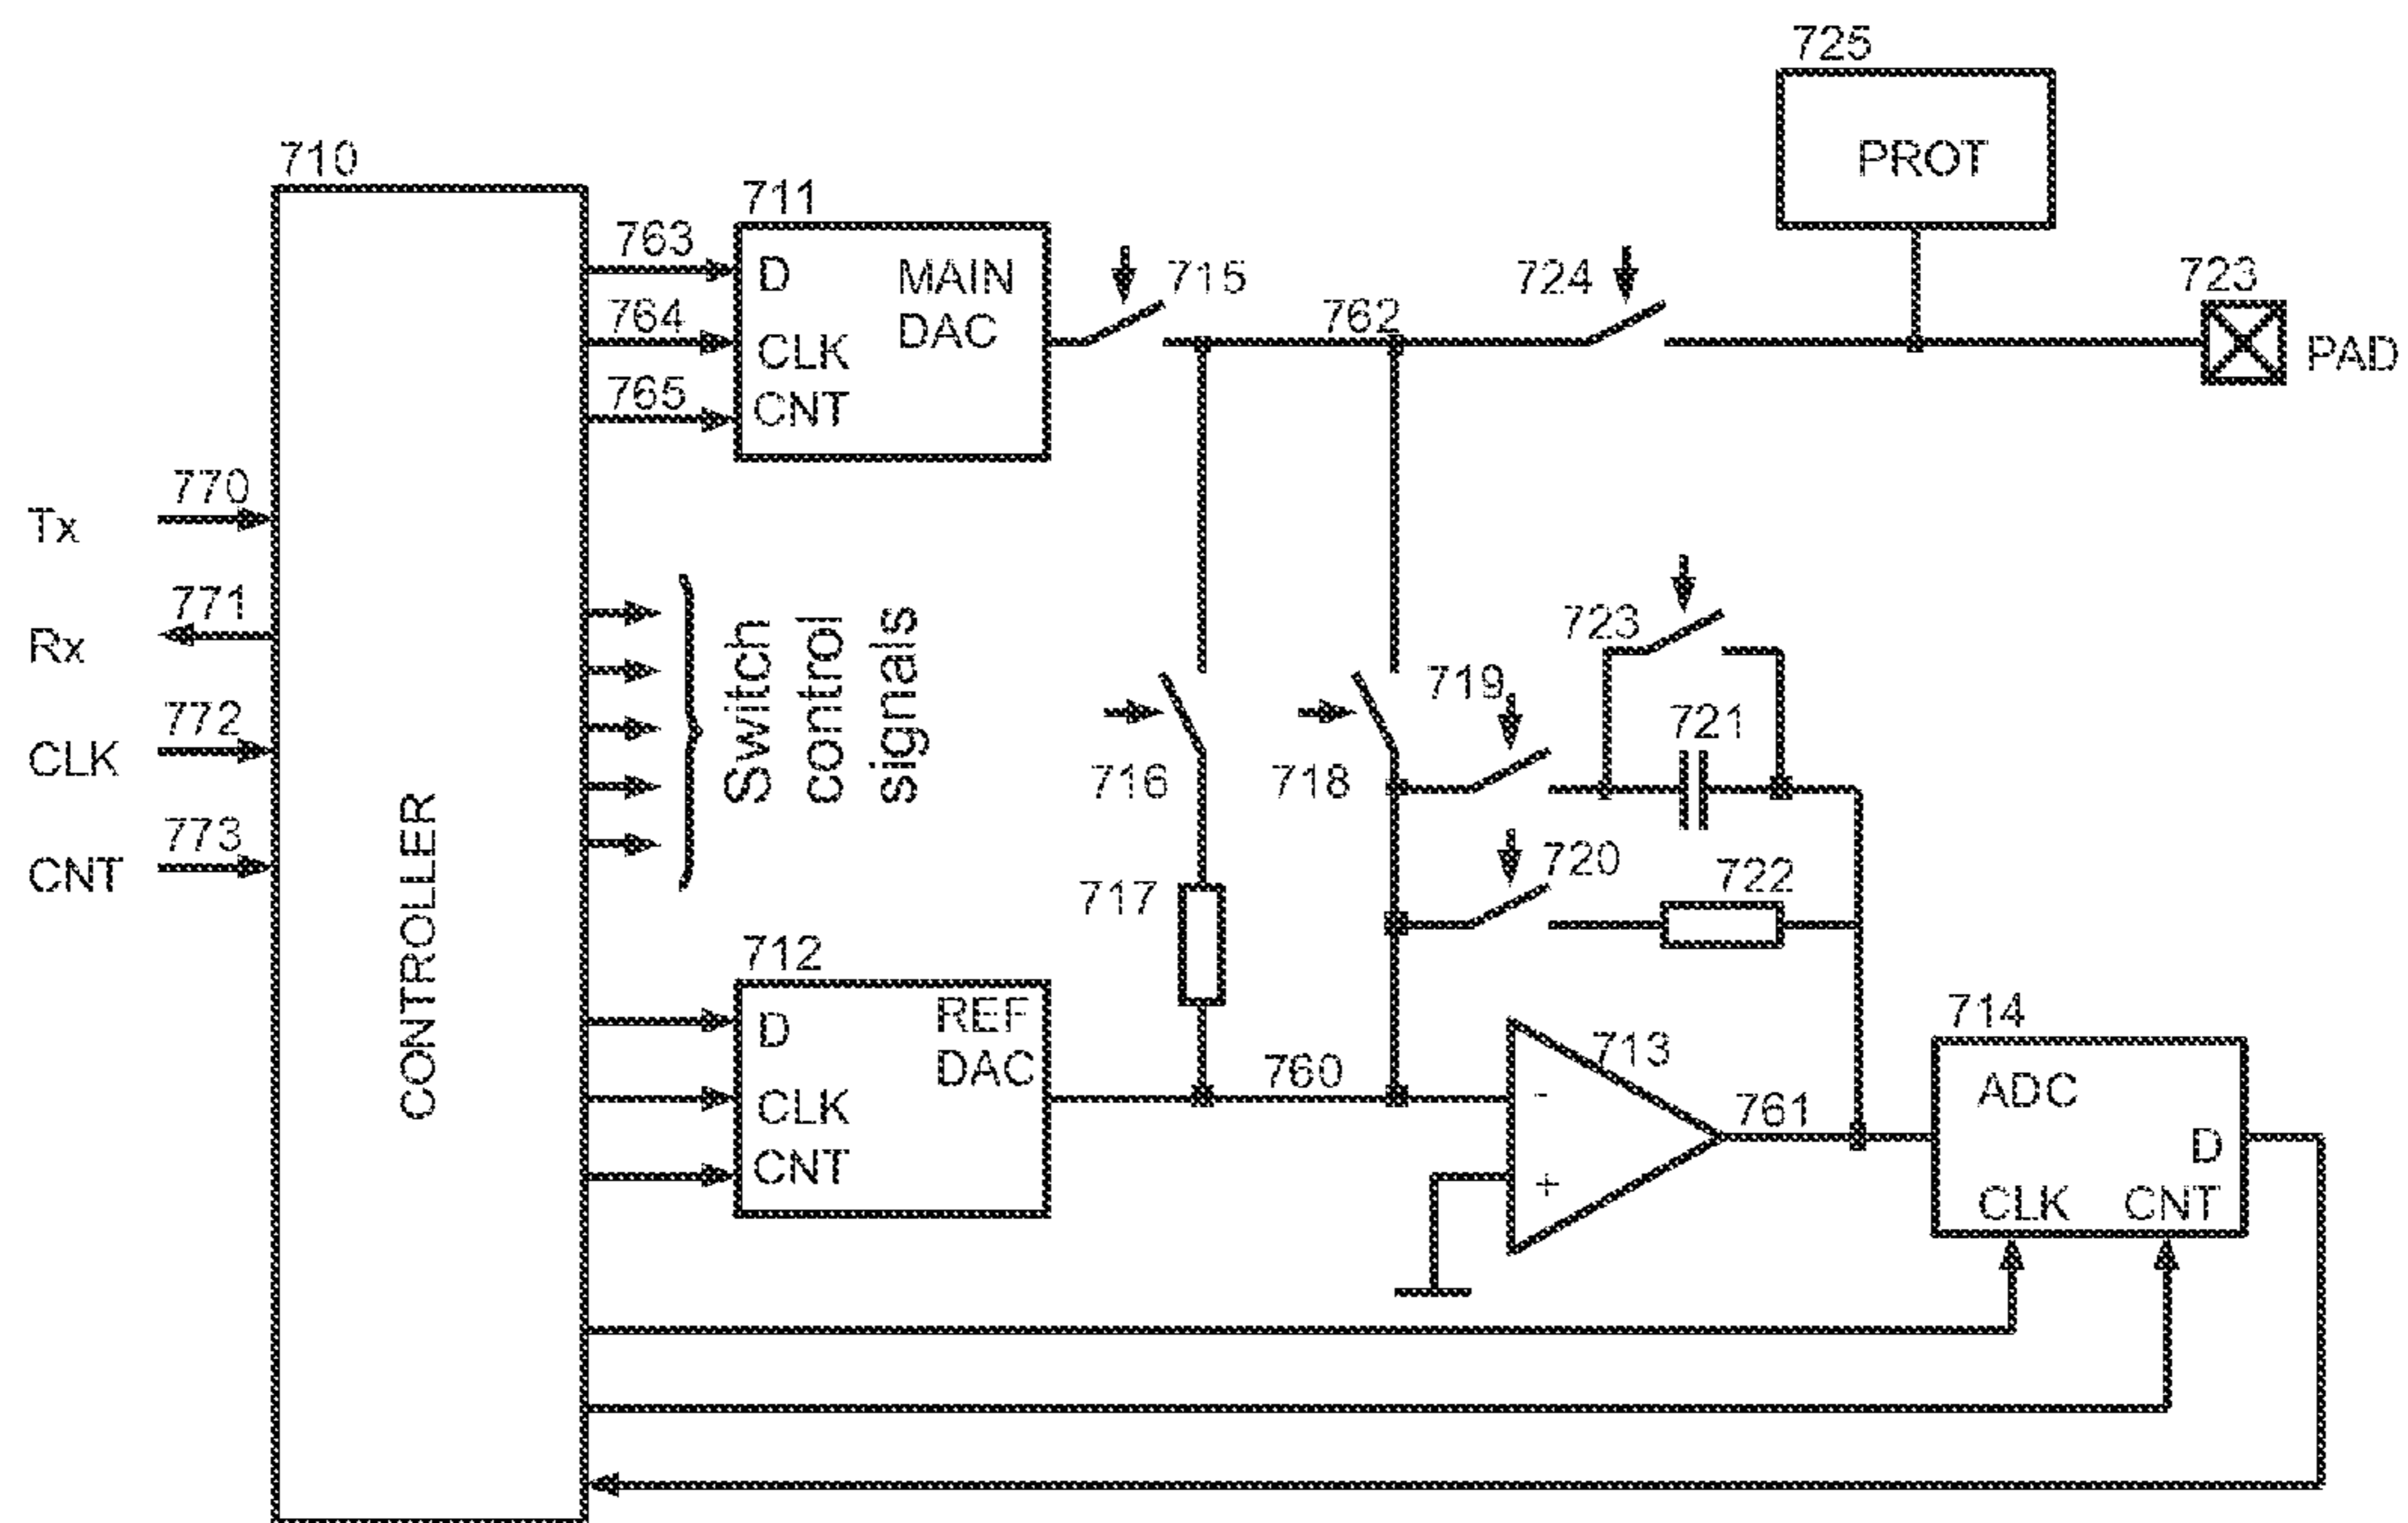 725
PROT
710
711
763
D
MAIN
DAC
764
CLK
765
CNT
715
762
724
723
PAD
770
Tx
771
Rx
772
CLK
773
CNT
CONTROLLER
Switch
control
signals
716
717
718
719
723
721
720
722
712
D
REF
DAC
CLK
CNT
760
-
+
713
761
714
ADC
D
CLK CNT